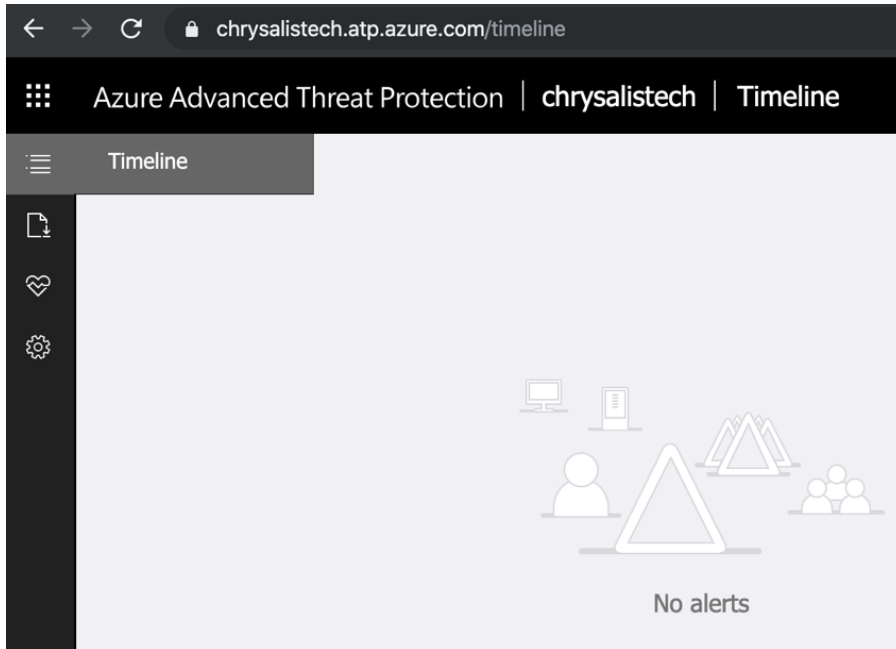 chrysalistech.atp.azure.com/timeline
Azure Advanced Threat Protection | chrysalistech | Timeline
Timeline
No alerts